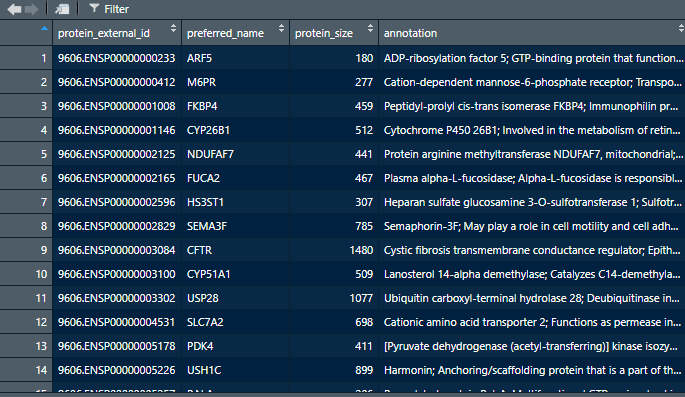 Filter
protein_external_id preferred_name protein_size annotation
1 9606.ENSP00000000233 ARF5 180 ADP-ribosylation factor 5; GTP-binding protein that function...
2 9606.ENSP00000000412 M6PR 277 Cation-dependent mannose-6-phosphate receptor; Transpo...
3 9606.ENSP00000001008 FKBP4 459 Peptidyl-prolyl cis-trans isomerase FKBP4; Immunophilin pr...
4 9606.ENSP00000001146 CYP26B1 512 Cytochrome P450 26B1; Involved in the metabolism of retin...
5 9606.ENSP00000002125 NDUFAF7 441 Protein arginine methyltransferase NDUFAF7, mitochondrial;...
6 9606.ENSP00000002165 FUCA2 467 Plasma alpha-L-fucosidase; Alpha-L-fucosidase is responsibl...
7 9606.ENSP00000002596 HS3ST1 307 Heparan sulfate glucosamine 3-O-sulfotransferase 1; Sulfotr...
8 9606.ENSP00000002829 SEMA3F 785 Semaphorin-3F; May play a role in cell motility and cell adh...
9 9606.ENSP00000003084 CFTR 1480 Cystic fibrosis transmembrane conductance regulator; Epith...
10 9606.ENSP00000003100 CYP51A1 509 Lanosterol 14-alpha demethylase; Catalyzes C14-demethyla...
11 9606.ENSP00000003302 USP28 1077 Ubiquitin carboxyl-terminal hydrolase 28; Deubiquitinase in...
12 9606.ENSP00000004531 SLC7A2 698 Cationic amino acid transporter 2; Functions as permease in...
13 9606.ENSP00000005178 PDK4 411 [Pyruvate dehydrogenase (acetyl-transferring)] kinase isozy...
14 9606.ENSP00000005226 USH1C 899 Harmonin; Anchoring/scaffolding protein that is a part of th...